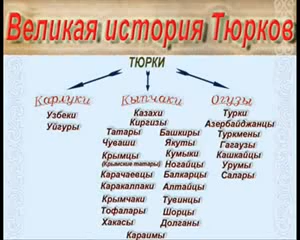 Великая история Тюрков
ТЮРКИ
Карлуки Кыпчаки Огузы
Узбеки
Уйгуры
Казахи
Киргизы
Татары Башкиры
Чуваши Якуты
Крымцы Кумыки
(Крымские татары) Ногайцы
Карачаевцы Балкарцы
Каракалпаки Алтайцы
Крымчаки Тувинцы
Тофалары Шорцы
Хакасы Долганы
Караимы
Турки
Азербайджанцы
Туркмены
Гагаузы
Кашкайцы
Урумы
Салары